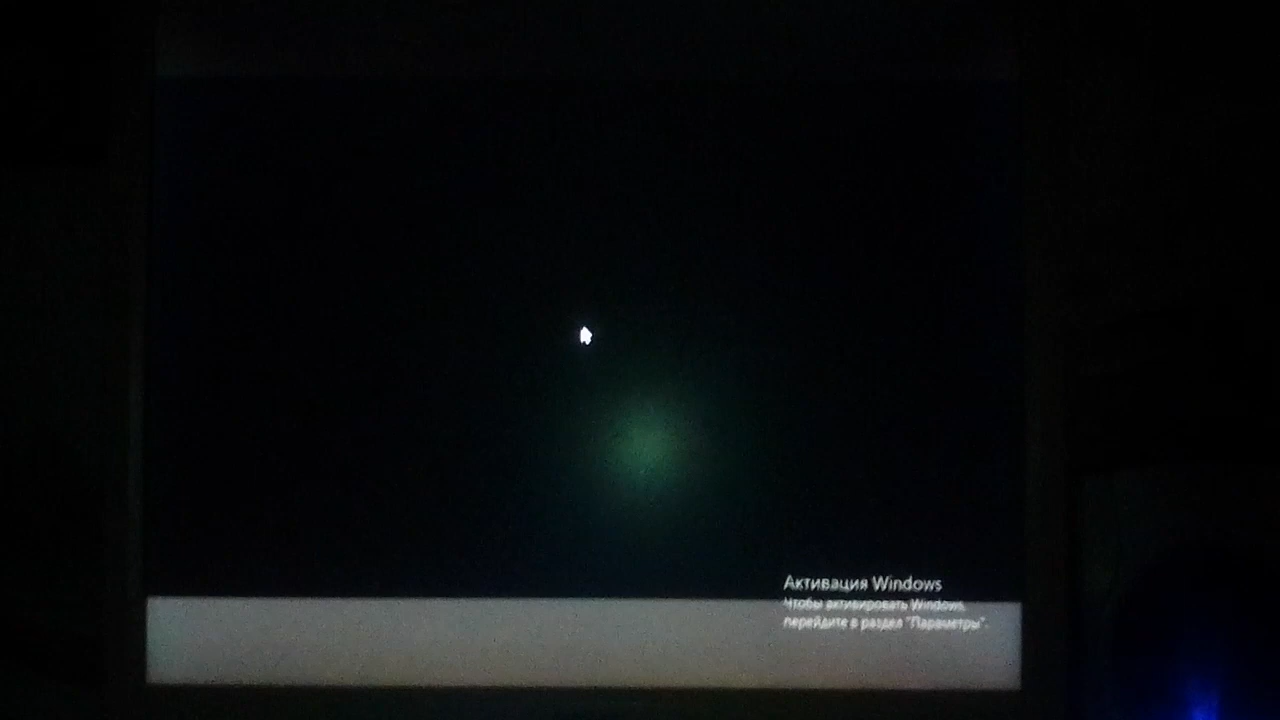 Активация Windows
Чтобы активировать Windows,
перейдите в раздел "Параметры".